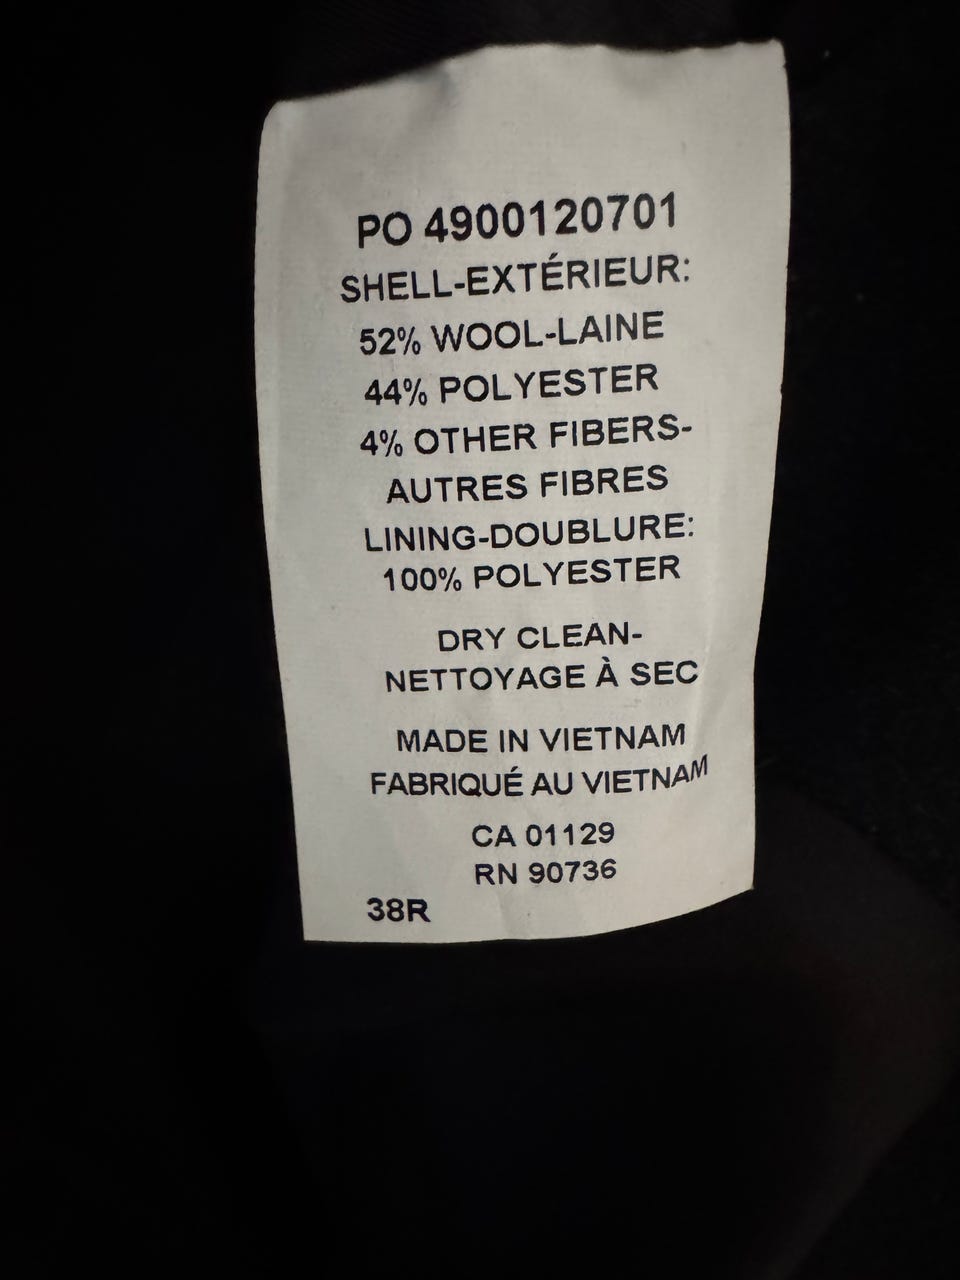 PO 4900120701
SHELL-EXTÉRIEUR:
52% WOOL-LAINE
44% POLYESTER
4% OTHER FIBERS-
AUTRES FIBRES
LINING-DOUBLURE:
100% POLYESTER
DRY CLEAN-
NETTOYAGE À SEC
MADE IN VIETNAM
FABRIQUÉ AU VIETNAM
CA 01129
RN 90736
38R